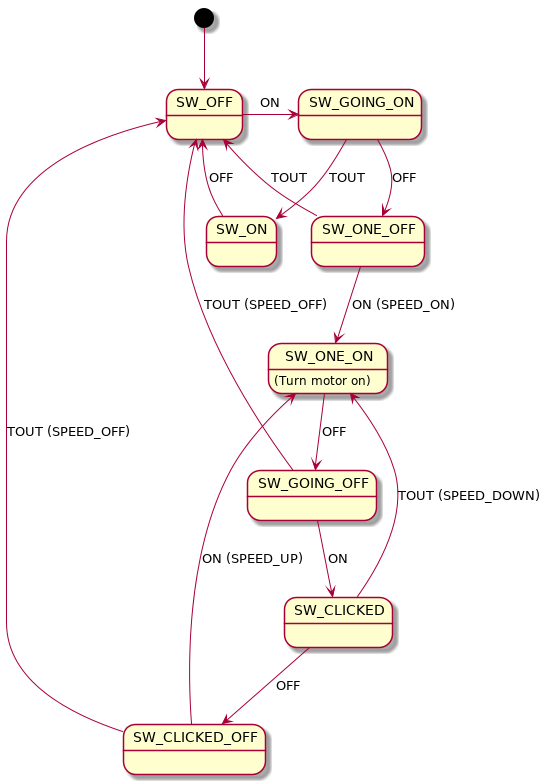 SW_OFF
ON
SW_GOING_ON
OFF
TOUT
TOUT
OFF
SW_ON
SW_ONE_OFF
TOUT (SPEED_OFF)
ON (SPEED_ON)
SW_ONE_ON
(Turn motor on)
TOUT (SPEED_OFF)
OFF
SW_GOING_OFF
TOUT (SPEED_DOWN)
ON (SPEED_UP)
ON
SW_CLICKED
OFF
SW_CLICKED_OFF